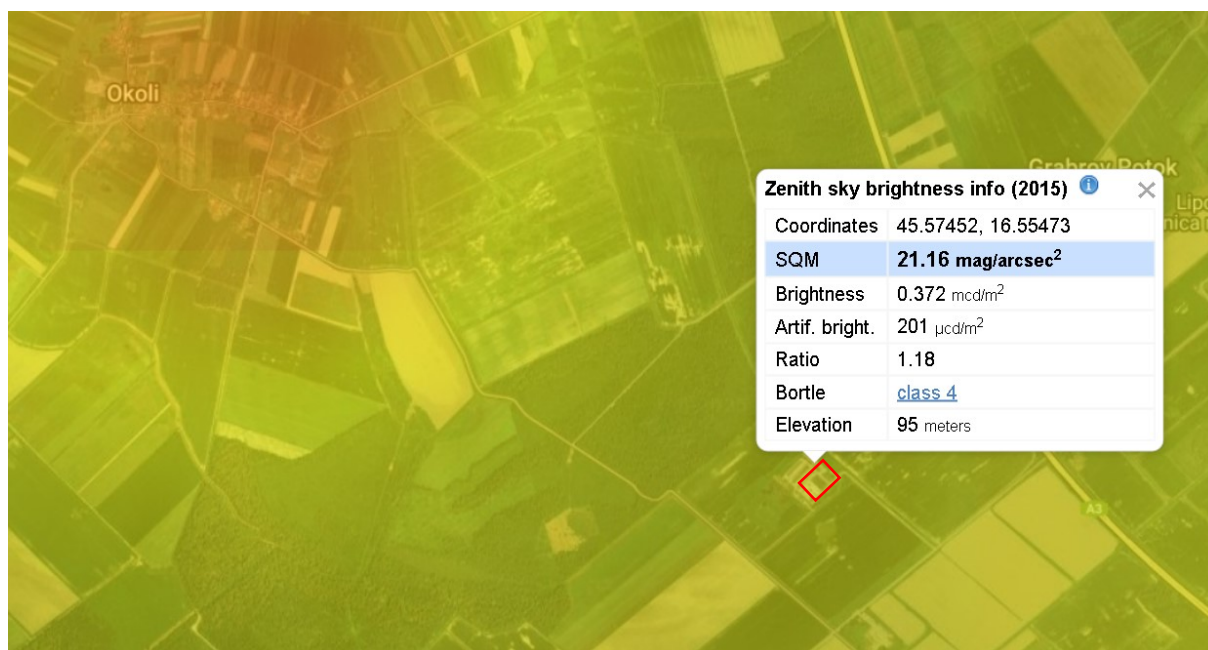 Okoli
Grabrov Potok
Zenith sky brightness info (2015)
Coordinates 45.57452, 16.55473
SQM 21.16 mag/arcsec²
Brightness 0.372 mcd/m²
Artif. bright. 201 μcd/m²
Ratio 1.18
Bortle class 4
Elevation 95 meters
A3